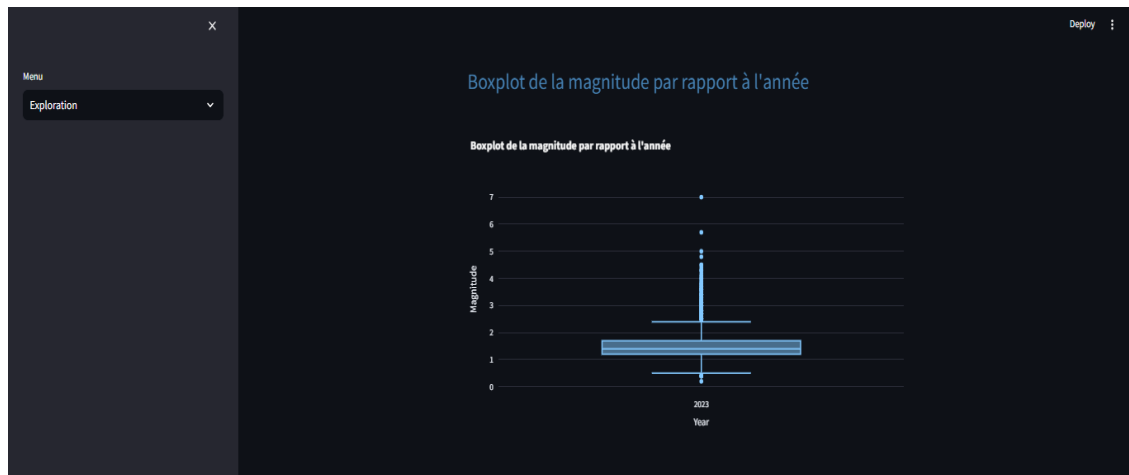 X
Deploy
Menu
Exploration
Boxplot de la magnitude par rapport à l'année
Boxplot de la magnitude par rapport à l'année
7
6
5
4
3
2
1
0
Magnitude
2023
Year